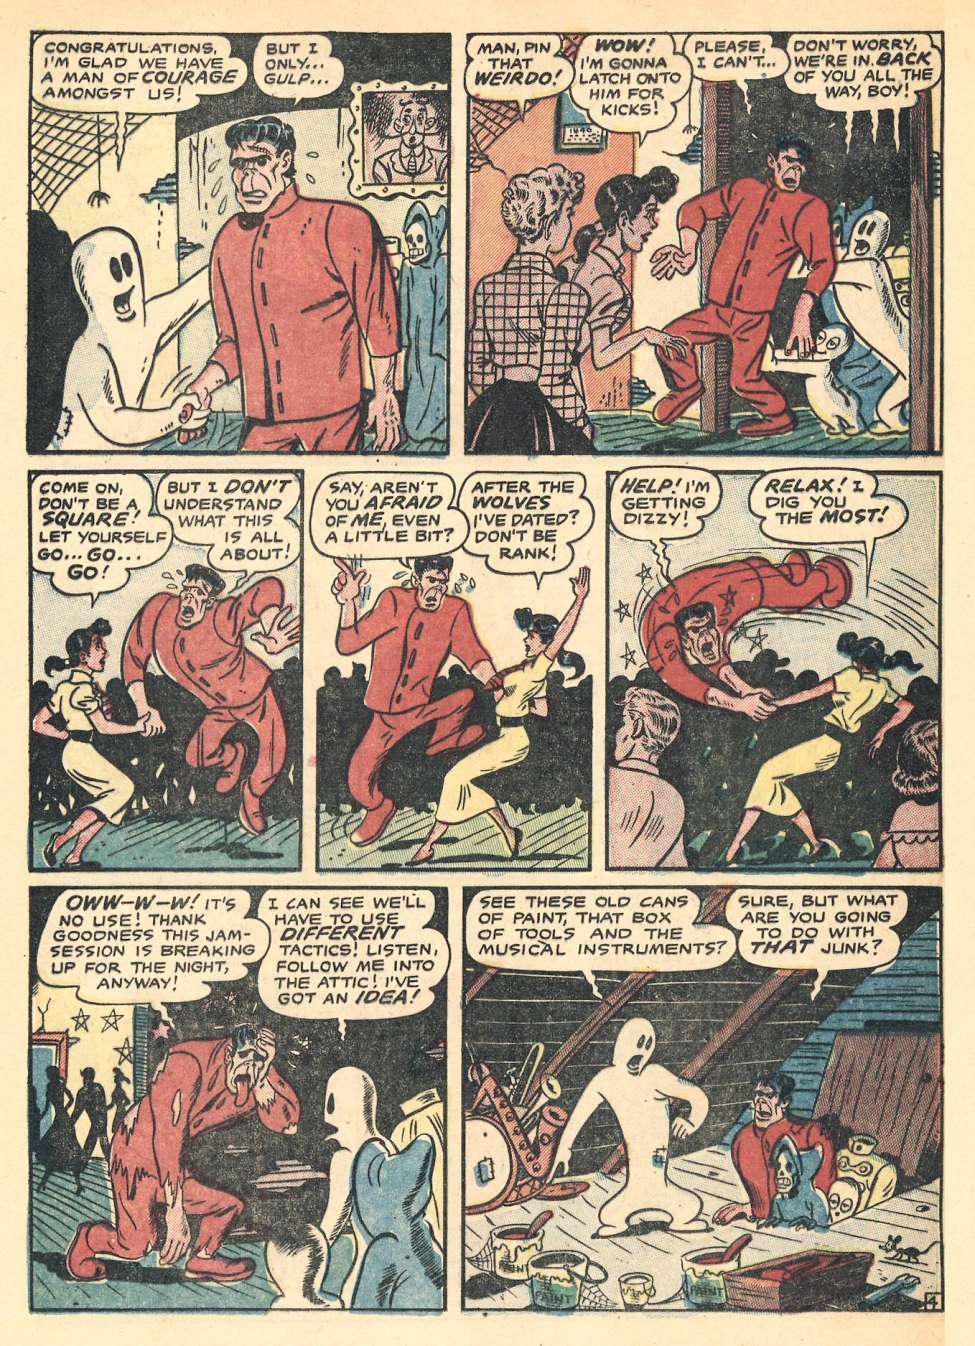 CONGRATULATIONS,
I'M GLAD WE HAVE
A MAN OF COURAGE
AMONGST US!
BUT I
ONLY...
GULP...
MAN, PIN
THAT
WEIRDO!
WOW!
I'M GONNA
LATCH ONTO
HIM FOR
KICKS!
PLEASE,
I CAN'T...
DON'T WORRY,
WE'RE IN BACK
OF YOU ALL THE
WAY, BOY!
COME ON,
DON'T BE A
SQUARE!
LET YOURSELF
GO... GO...
GO!
BUT I DON'T
UNDERSTAND
WHAT THIS
IS ALL
ABOUT!
SAY, AREN'T
YOU AFRAID
OF ME, EVEN
A LITTLE BIT?
AFTER THE
WOLVES
I'VE DATED?
DON'T BE
RANK!
HELP! I'M
GETTING
DIZZY!
RELAX! I
DIG YOU
THE MOST!
OWW-W-W! IT'S
NO USE! THANK
GOODNESS THIS JAM-
SESSION IS BREAKING
UP FOR THE NIGHT,
ANYWAY!
I CAN SEE WE'LL
HAVE TO USE
DIFFERENT
TACTICS! LISTEN,
FOLLOW ME INTO
THE ATTIC! I'VE
GOT AN IDEA!
SEE THESE OLD CANS
OF PAINT, THAT BOX
OF TOOLS AND THE
MUSICAL INSTRUMENTS?
SURE, BUT WHAT
ARE YOU GOING
TO DO WITH
THAT JUNK?
PAINT
PAINT
PAINT
4